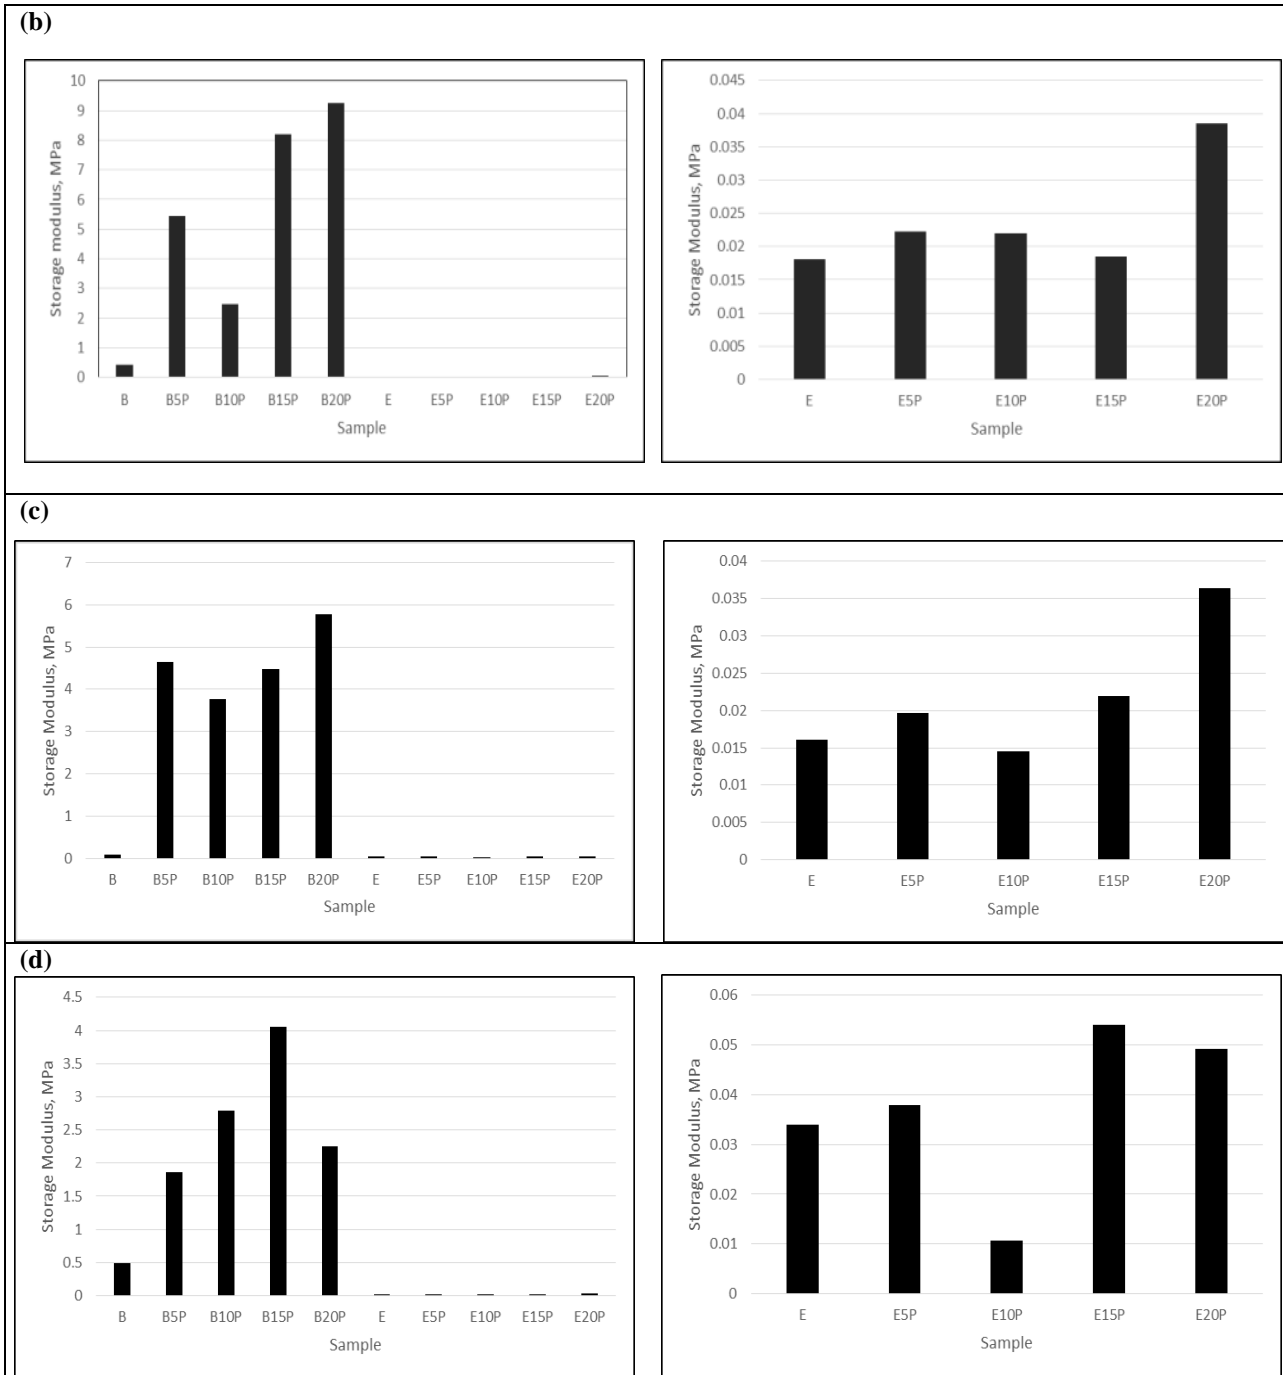 (b)
10
9
8
7
6
5
4
3
2
1
0
Storage modulus, MPa
B B5P B10P B15P B20P E E5P E10P E15P E20P
Sample
0.045
0.04
0.035
0.03
0.025
0.02
0.015
0.01
0.005
0
Storage Modulus, MPa
E E5P E10P E15P E20P
Sample
(c)
7
6
5
4
3
2
1
0
Storage Modulus, MPa
B B5P B10P B15P B20P E E5P E10P E15P E20P
Sample
0.04
0.035
0.03
0.025
0.02
0.015
0.01
0.005
0
Storage Modulus, MPa
E E5P E10P E15P E20P
Sample
(d)
4.5
4
3.5
3
2.5
2
1.5
1
0.5
0
Storage Modulus, MPa
B B5P B10P B15P B20P E E5P E10P E15P E20P
Sample
0.06
0.05
0.04
0.03
0.02
0.01
0
Storage Modulus, MPa
E E5P E10P E15P E20P
Sample